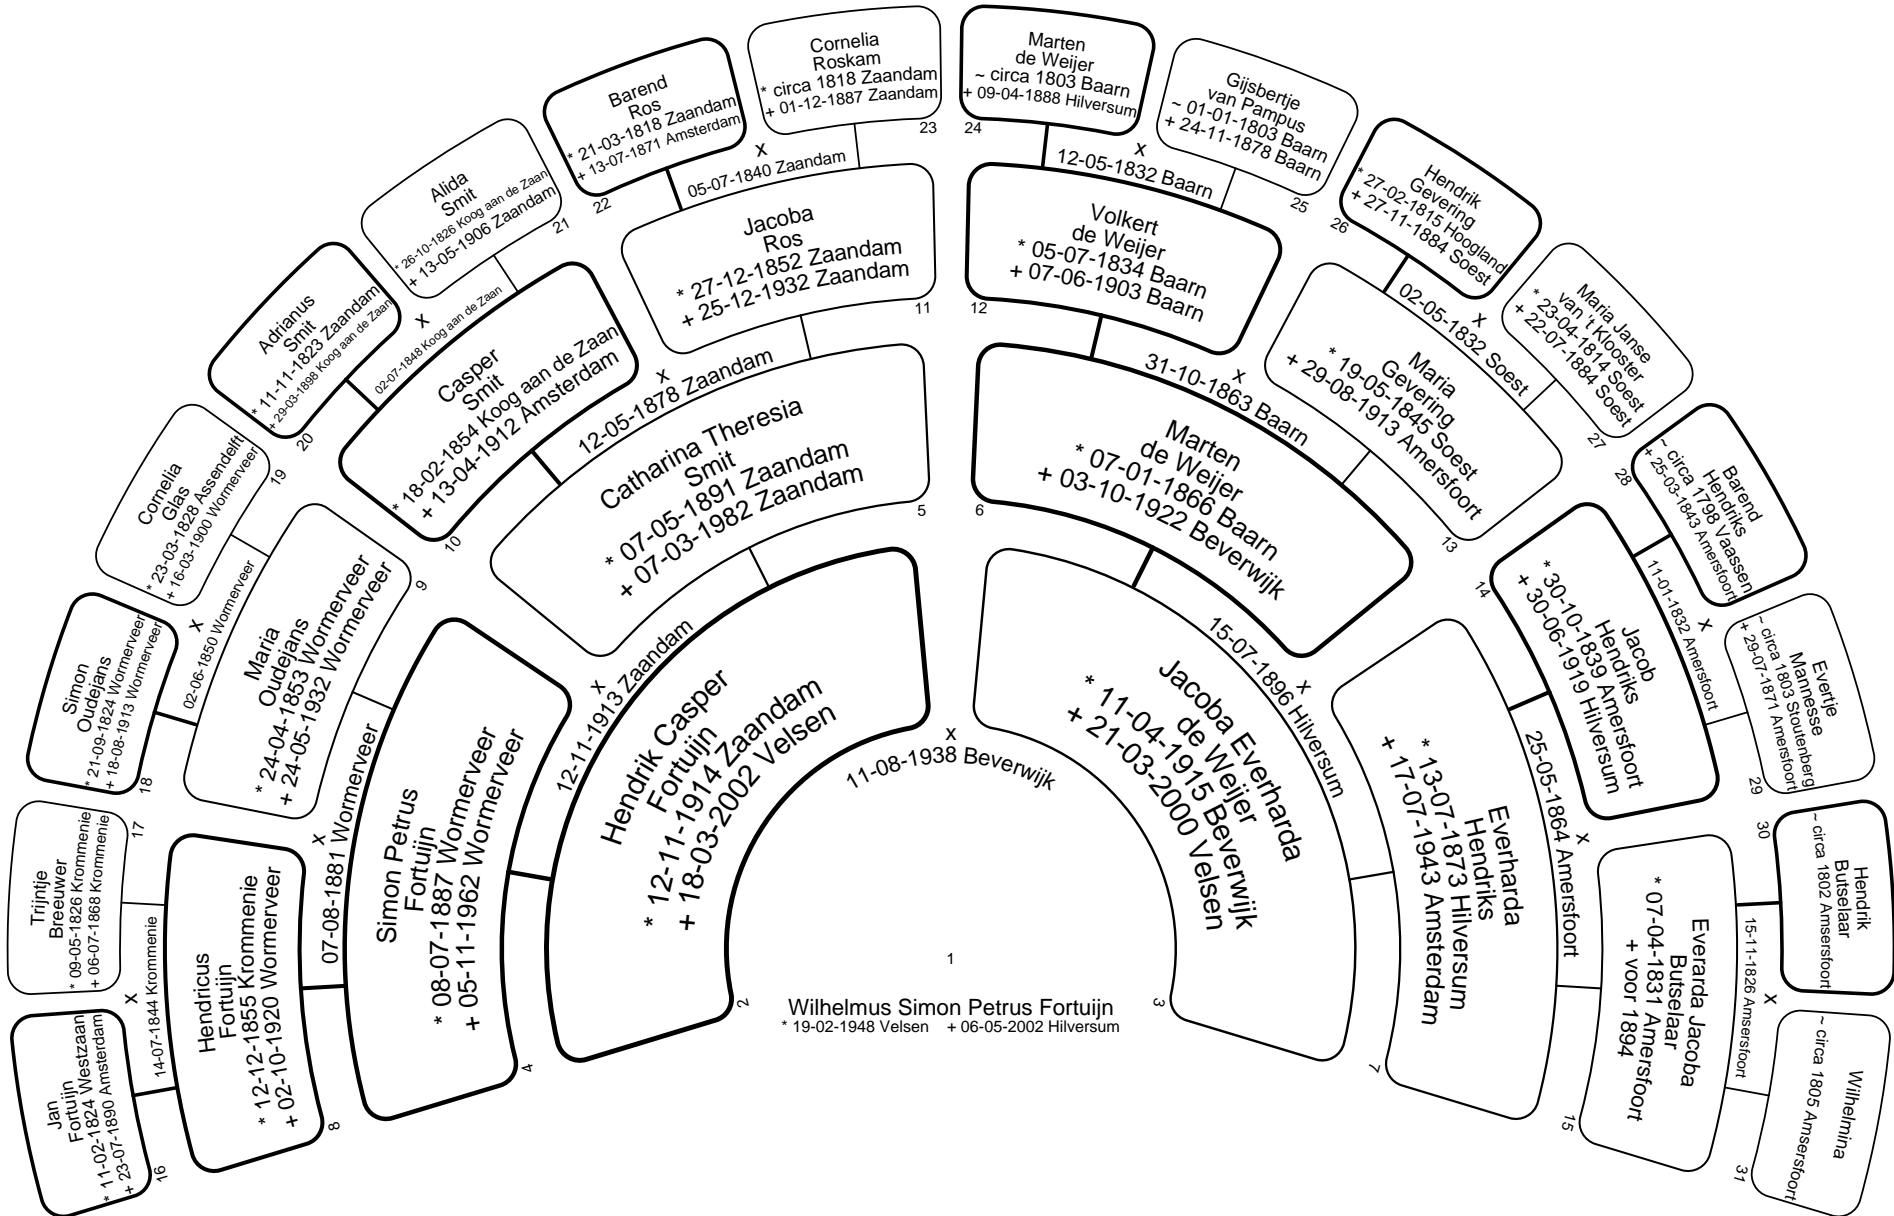 1
Wilhelmus Simon Petrus Fortuijn
* 19-02-1948 Velsen + 06-05-2002 Hilversum
x
11-08-1938 Beverwijk
Hendrik Casper
Fortuijn
* 12-11-1914 Zaandam
+ 18-03-2002 Velsen
2
Jacoba Everharda
de Weijer
* 11-04-1915 Beverwijk
+ 21-03-2000 Velsen
3
x
12-11-1913 Zaandam
x
15-07-1896 Hilversum
Simon Petrus
Fortuijn
* 08-07-1887 Wormerveer
+ 05-11-1962 Wormerveer
4
Catharina Theresia
Smit
* 07-05-1891 Zaandam
+ 07-03-1982 Zaandam
5
Marten
de Weijer
* 07-01-1866 Baarn
+ 03-10-1922 Beverwijk
6
Everharda
Hendriks
* 13-07-1873 Hilversum
+ 17-07-1943 Amsterdam
7
x
07-08-1881 Wormerveer
x
12-05-1878 Zaandam
x
31-10-1863 Baarn
x
25-05-1864 Amersfoort
Hendricus
Fortuijn
* 12-12-1855 Krommenie
+ 02-10-1920 Wormerveer
8
Maria
Oudejans
* 24-04-1853 Wormerveer
+ 24-05-1932 Wormerveer
9
Casper
Smit
* 18-02-1854 Koog aan de Zaan
+ 13-04-1912 Amsterdam
10
Jacoba
Ros
* 27-12-1852 Zaandam
+ 25-12-1932 Zaandam
11
Volkert
de Weijer
* 05-07-1834 Baarn
+ 07-06-1903 Baarn
12
Maria
Gevering
* 19-05-1845 Soest
+ 29-08-1913 Amersfoort
13
Jacob
Hendriks
* 30-10-1839 Amersfoort
+ 30-06-1919 Hilversum
14
Everarda Jacoba
Butselaar
* 07-04-1831 Amersfoort
+ voor 1894
15
x
14-07-1844 Krommenie
x
02-06-1850 Wormerveer
x
02-07-1848 Koog aan de Zaan
x
05-07-1840 Zaandam
x
12-05-1832 Baarn
x
02-05-1832 Soest
x
11-01-1832 Amersfoort
x
15-11-1826 Amsersfoort
Jan
Fortuijn
* 11-02-1824 Westzaan
+ 23-07-1890 Amsterdam
16
Trijntje
Breeuwer
* 09-05-1826 Krommenie
+ 06-07-1868 Krommenie
17
Simon
Oudejans
* 21-09-1824 Wormerveer
+ 18-08-1913 Wormerveer
18
Cornelia
Glas
* 23-03-1828 Assendelft
+ 16-03-1900 Wormerveer
19
Adrianus
Smit
* 11-11-1823 Zaandam
+ 29-03-1898 Koog aan de Zaan
20
Alida
Smit
* 26-10-1826 Koog aan de Zaan
+ 13-05-1906 Zaandam
21
Barend
Ros
* 21-03-1818 Zaandam
+ 13-07-1871 Amsterdam
22
Cornelia
Roskam
* circa 1818 Zaandam
+ 01-12-1887 Zaandam
23
Marten
de Weijer
~ circa 1803 Baarn
+ 09-04-1888 Hilversum
24
Gijsbertje
van Pampus
~ 01-01-1803 Baarn
+ 24-11-1878 Baarn
25
Hendrik
Gevering
* 27-02-1815 Hoogland
+ 27-11-1884 Soest
26
Maria Janse
van 't Klooster
* 23-04-1814 Soest
+ 22-07-1884 Soest
27
Barend
Hendriks
~ circa 1798 Vaassen
+ 25-03-1843 Amersfoort
28
Evertje
Mannesse
~ circa 1803 Stoutenberg
+ 29-07-1871 Amersfoort
29
Hendrik
Butselaar
~ circa 1802 Amsersfoort
30
Wilhelmina
~ circa 1805 Amsersfoort
31